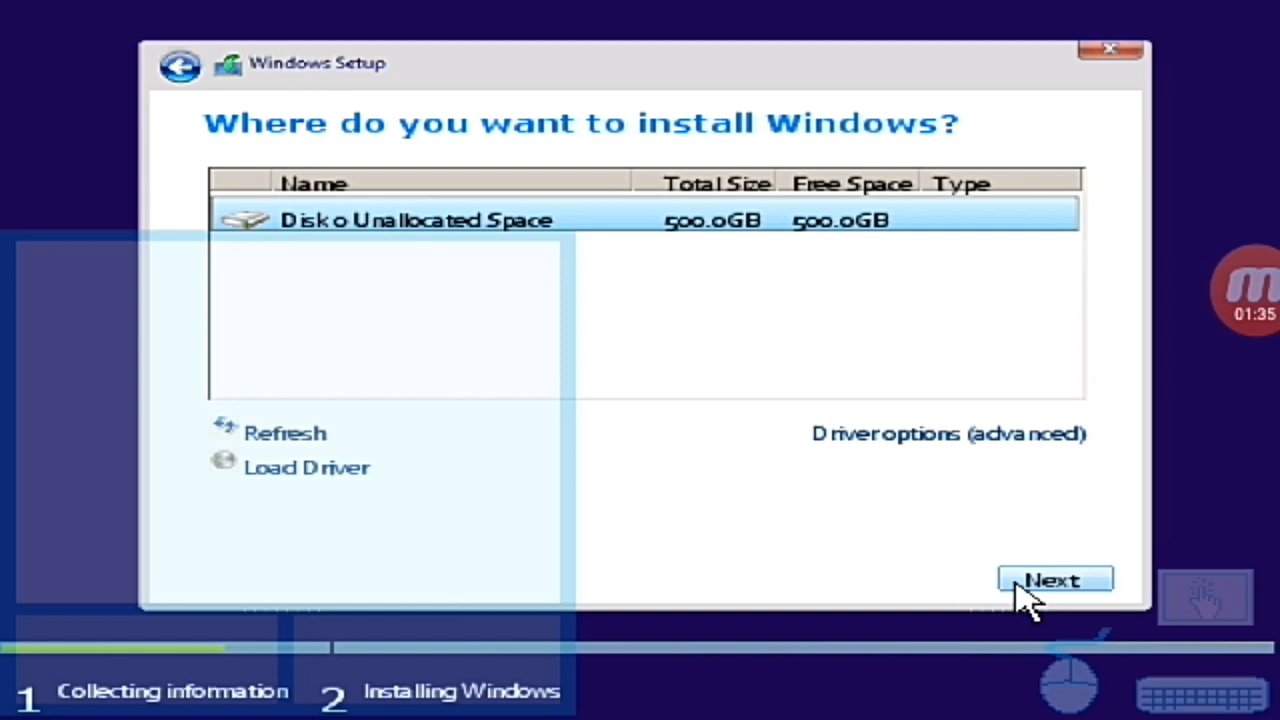 Windows Setup
x
Where do you want to install Windows?
Name Total Size Free Space Type
Disk 0 Unallocated Space 500.0GB 500.0GB
Refresh
Driver options (advanced)
Load Driver
Next
01:35
1 Collecting information 2 Installing Windows